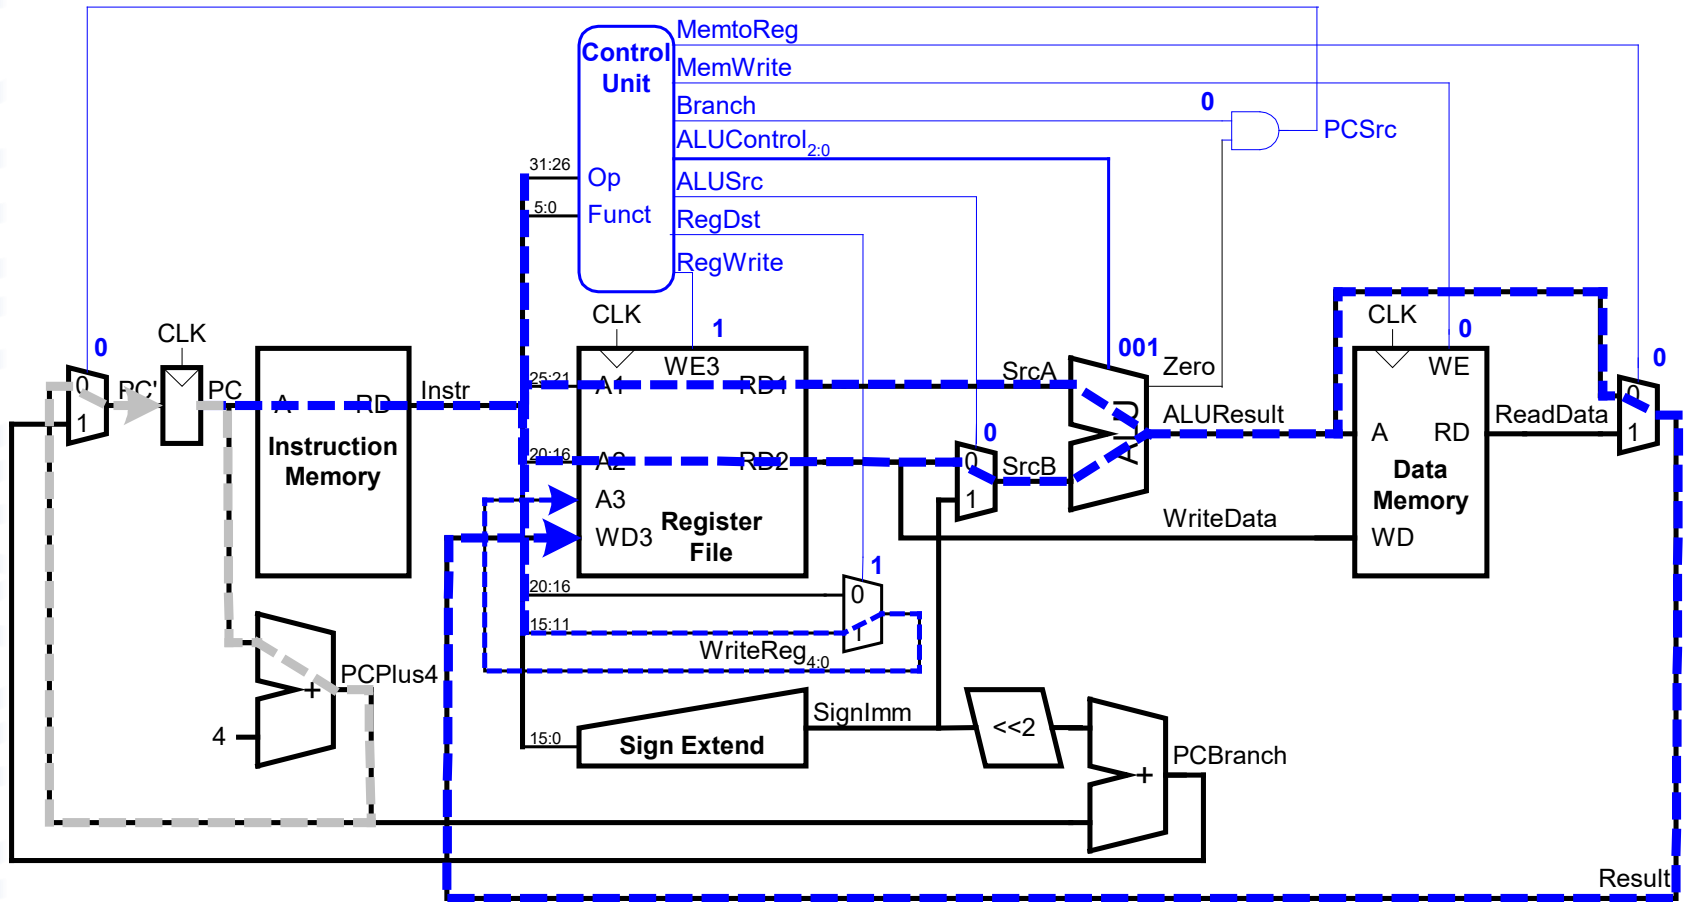 MemtoReg
Control
Unit
MemWrite
Branch
0
PCSrc
ALUControl2:0
31:26
Op
ALUSrc
5:0
Funct
RegDst
RegWrite
CLK
CLK
CLK
1
0
0
0
001
WE3
WE
Zero
0
PC'
PC
A
RD
Instr
25:21
A1
RD1
SrcA
ALU
ALUResult
ReadData
0
1
Instruction
Memory
20:16
A2
RD2
0
0
SrcB
1
A
RD
1
Data
Memory
A3
Register
File
WD3
WriteData
WD
20:16
1
0
15:11
1
WriteReg4:0
PCPlus4
+
4
SignImm
<<2
15:0
Sign Extend
+
PCBranch
Result